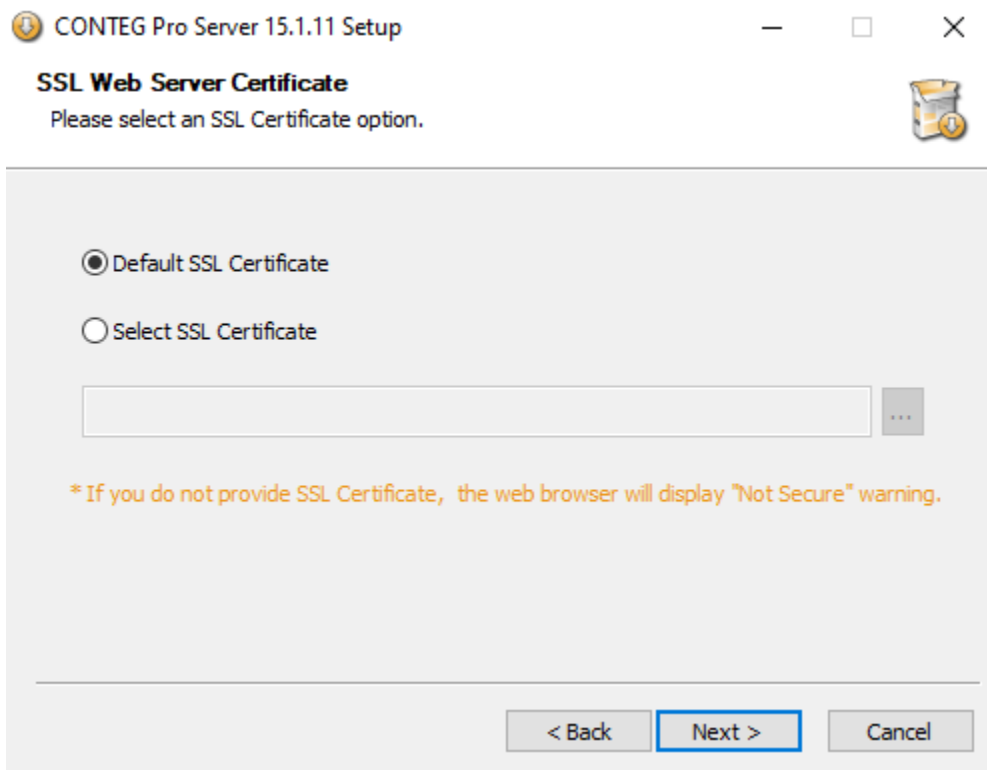 CONTEG Pro Server 15.1.11 Setup
SSL Web Server Certificate
Please select an SSL Certificate option.
Default SSL Certificate
Select SSL Certificate
...
* If you do not provide SSL Certificate, the web browser will display "Not Secure" warning.
< Back Next > Cancel